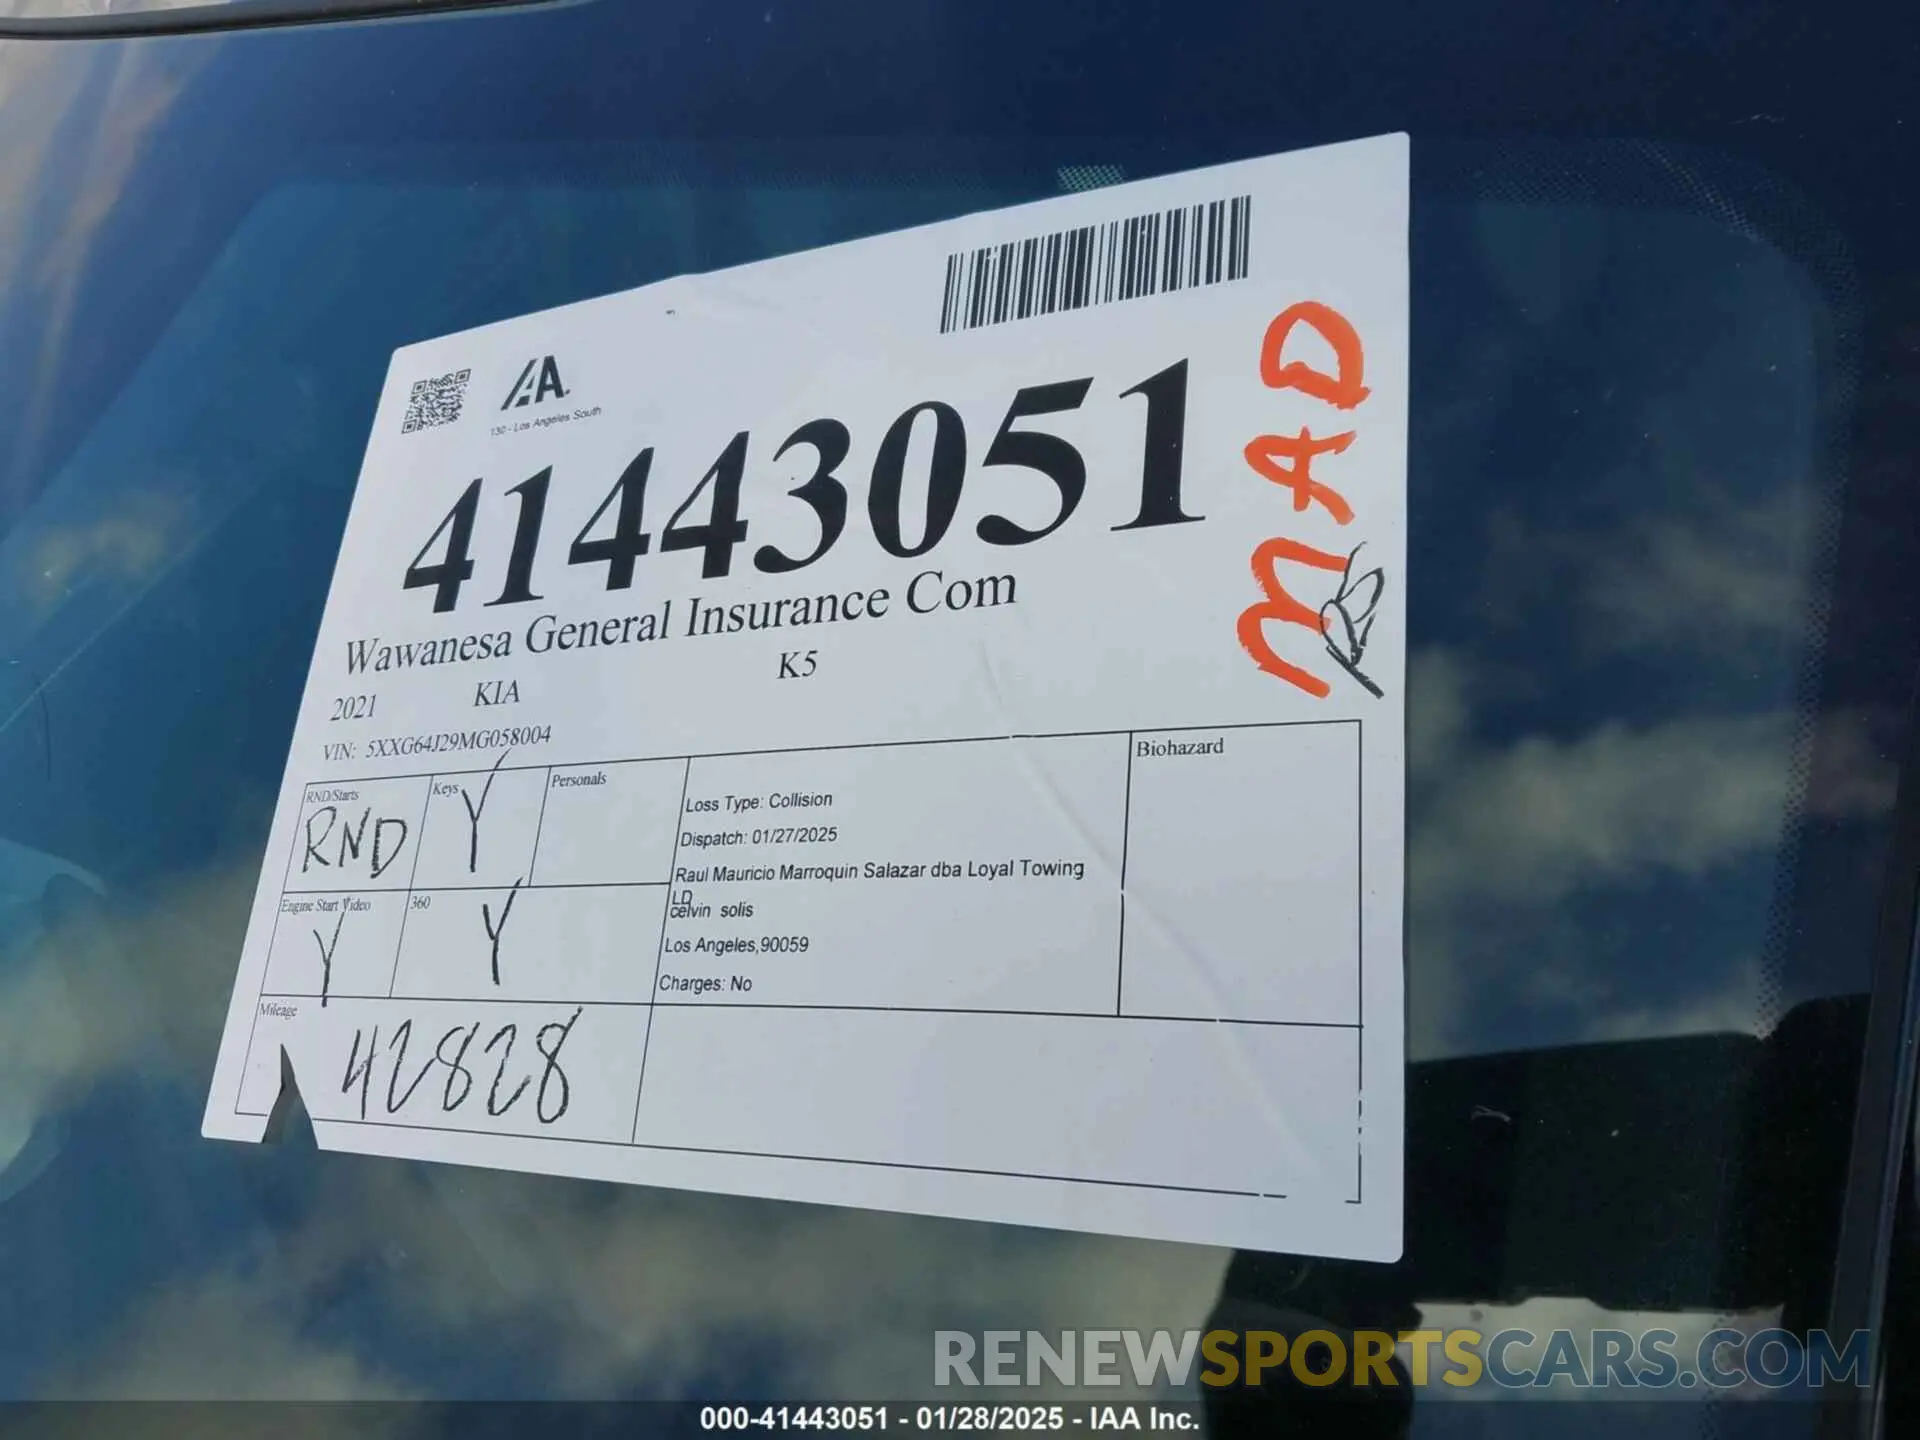 IAA.
130 - Los Angeles South
41443051
MAD
Wawanesa General Insurance Com
2021 KIA K5
VIN: 5XXG64J29MG058004
RND/Starts
RND
Keys
Y
Personals
Engine Start Video
Y
360
Y
Loss Type: Collision
Dispatch: 01/27/2025
Raul Mauricio Marroquin Salazar dba Loyal Towing
LD
celvin solis
Los Angeles,90059
Charges: No
Biohazard
Mileage
42828
RENEWSPORTSCARS.COM
000-41443051 - 01/28/2025 - IAA Inc.